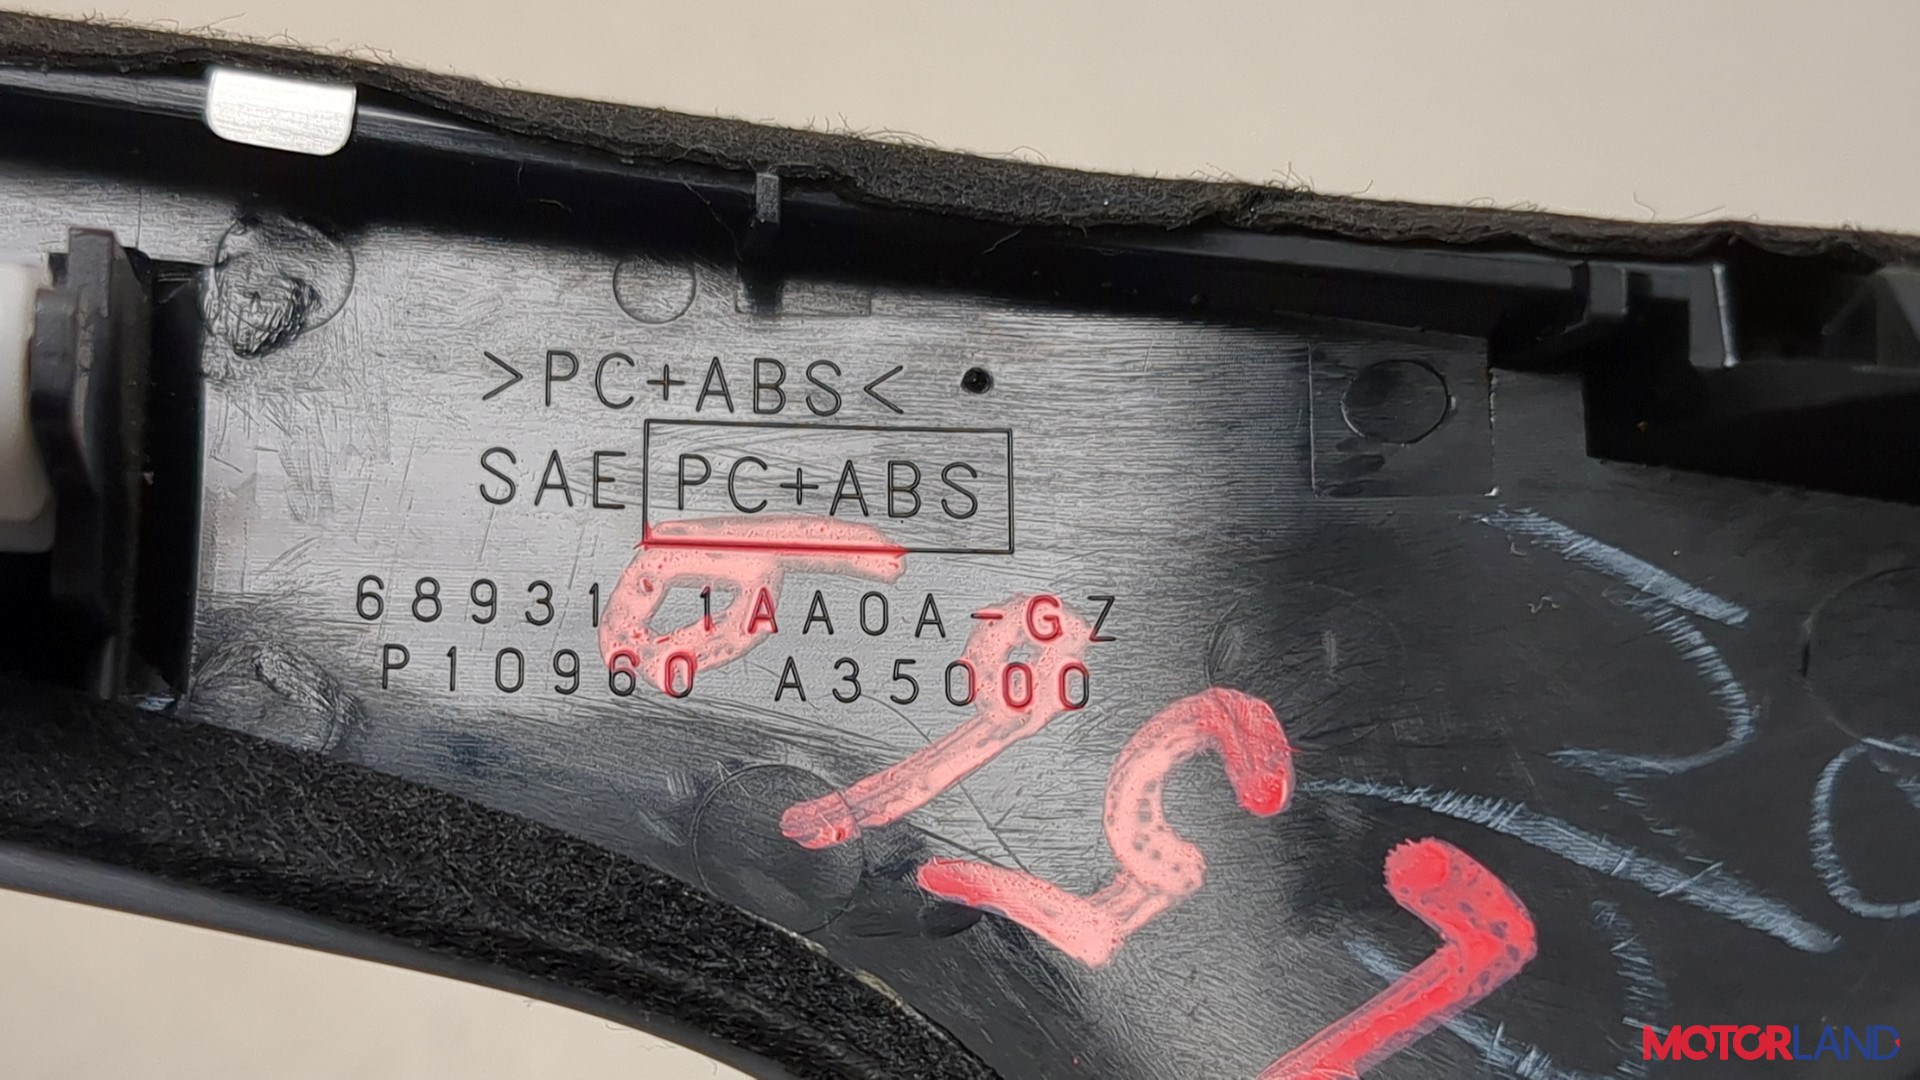 >PC+ABS<
SAE PC+ABS
68931 1AA0A-GZ
P10960 A35000
MOTORLAND